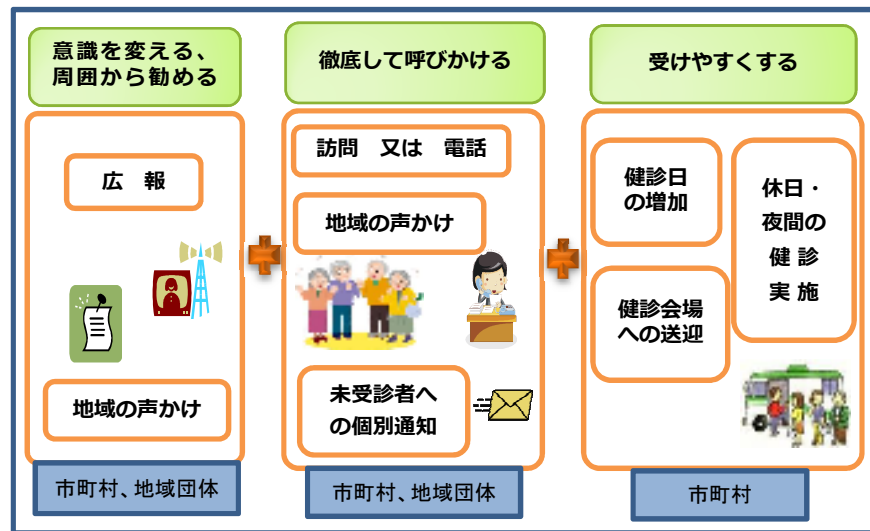 意識を変える、
周囲から勧める
広　報
地域の声かけ
市町村、地域団体
徹底して呼びかける
訪問　又は　電話
地域の声かけ
未受診者へ
の個別通知
市町村、地域団体
受けやすくする
健診日
の増加
健診会場
への送迎
休日・
夜間の
健 診
実 施
市町村